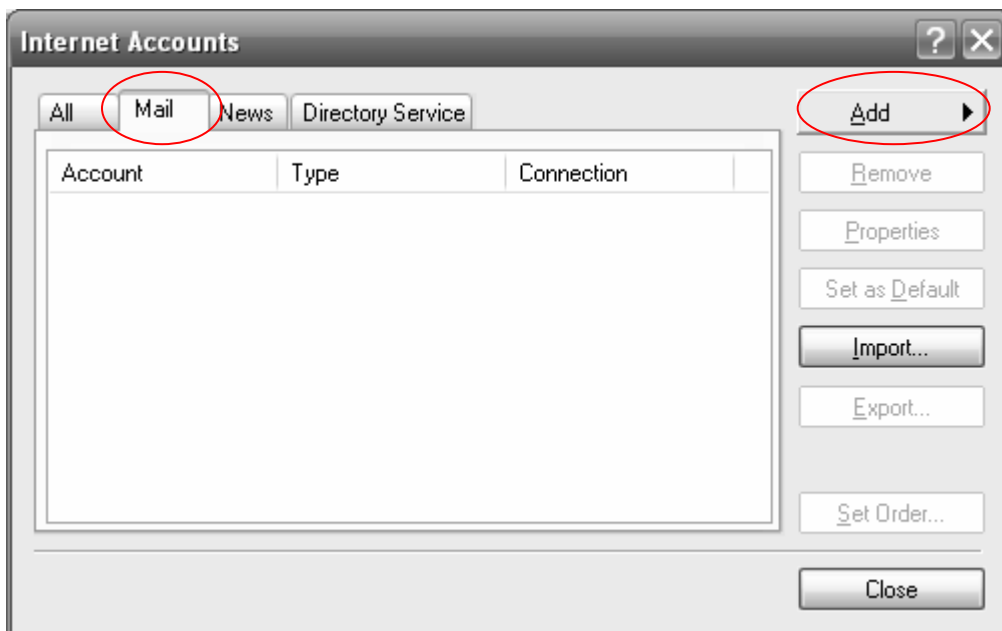 Internet Accounts
All Mail News Directory Service
Add
Account Type Connection
Remove
Properties
Set as Default
Import...
Export...
Set Order...
Close